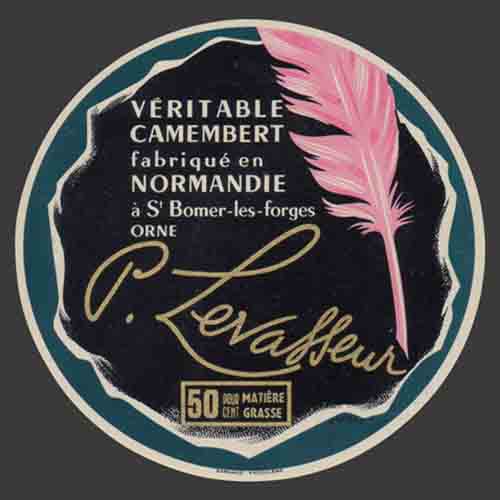 VÉRITABLE
CAMEMBERT
fabriqué en
NORMANDIE
à St Bomer-les-forges
ORNE
P. Levasseur
50 POUR CENT MATIÈRE GRASSE